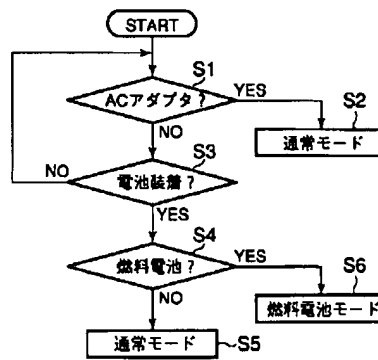 START
S1
ACアダプタ？
YES
S2
通常モード
NO
S3
NO
電池装着？
YES
S4
燃料電池？
YES
S6
燃料電池モード
NO
通常モード
S5